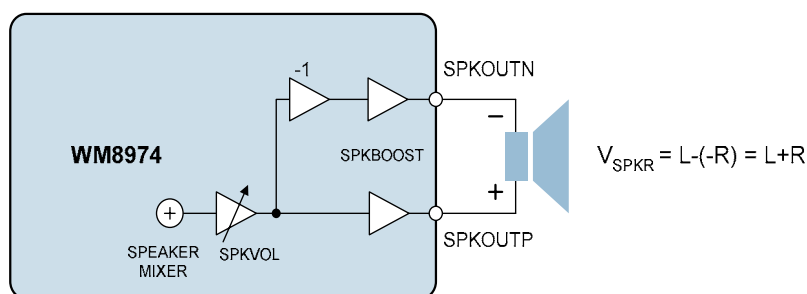 -1
SPKOUTN
−
WM8974
SPKBOOST
V_SPKR = L-(-R) = L+R
+
+
SPKOUTP
SPEAKER
MIXER
SPKVOL